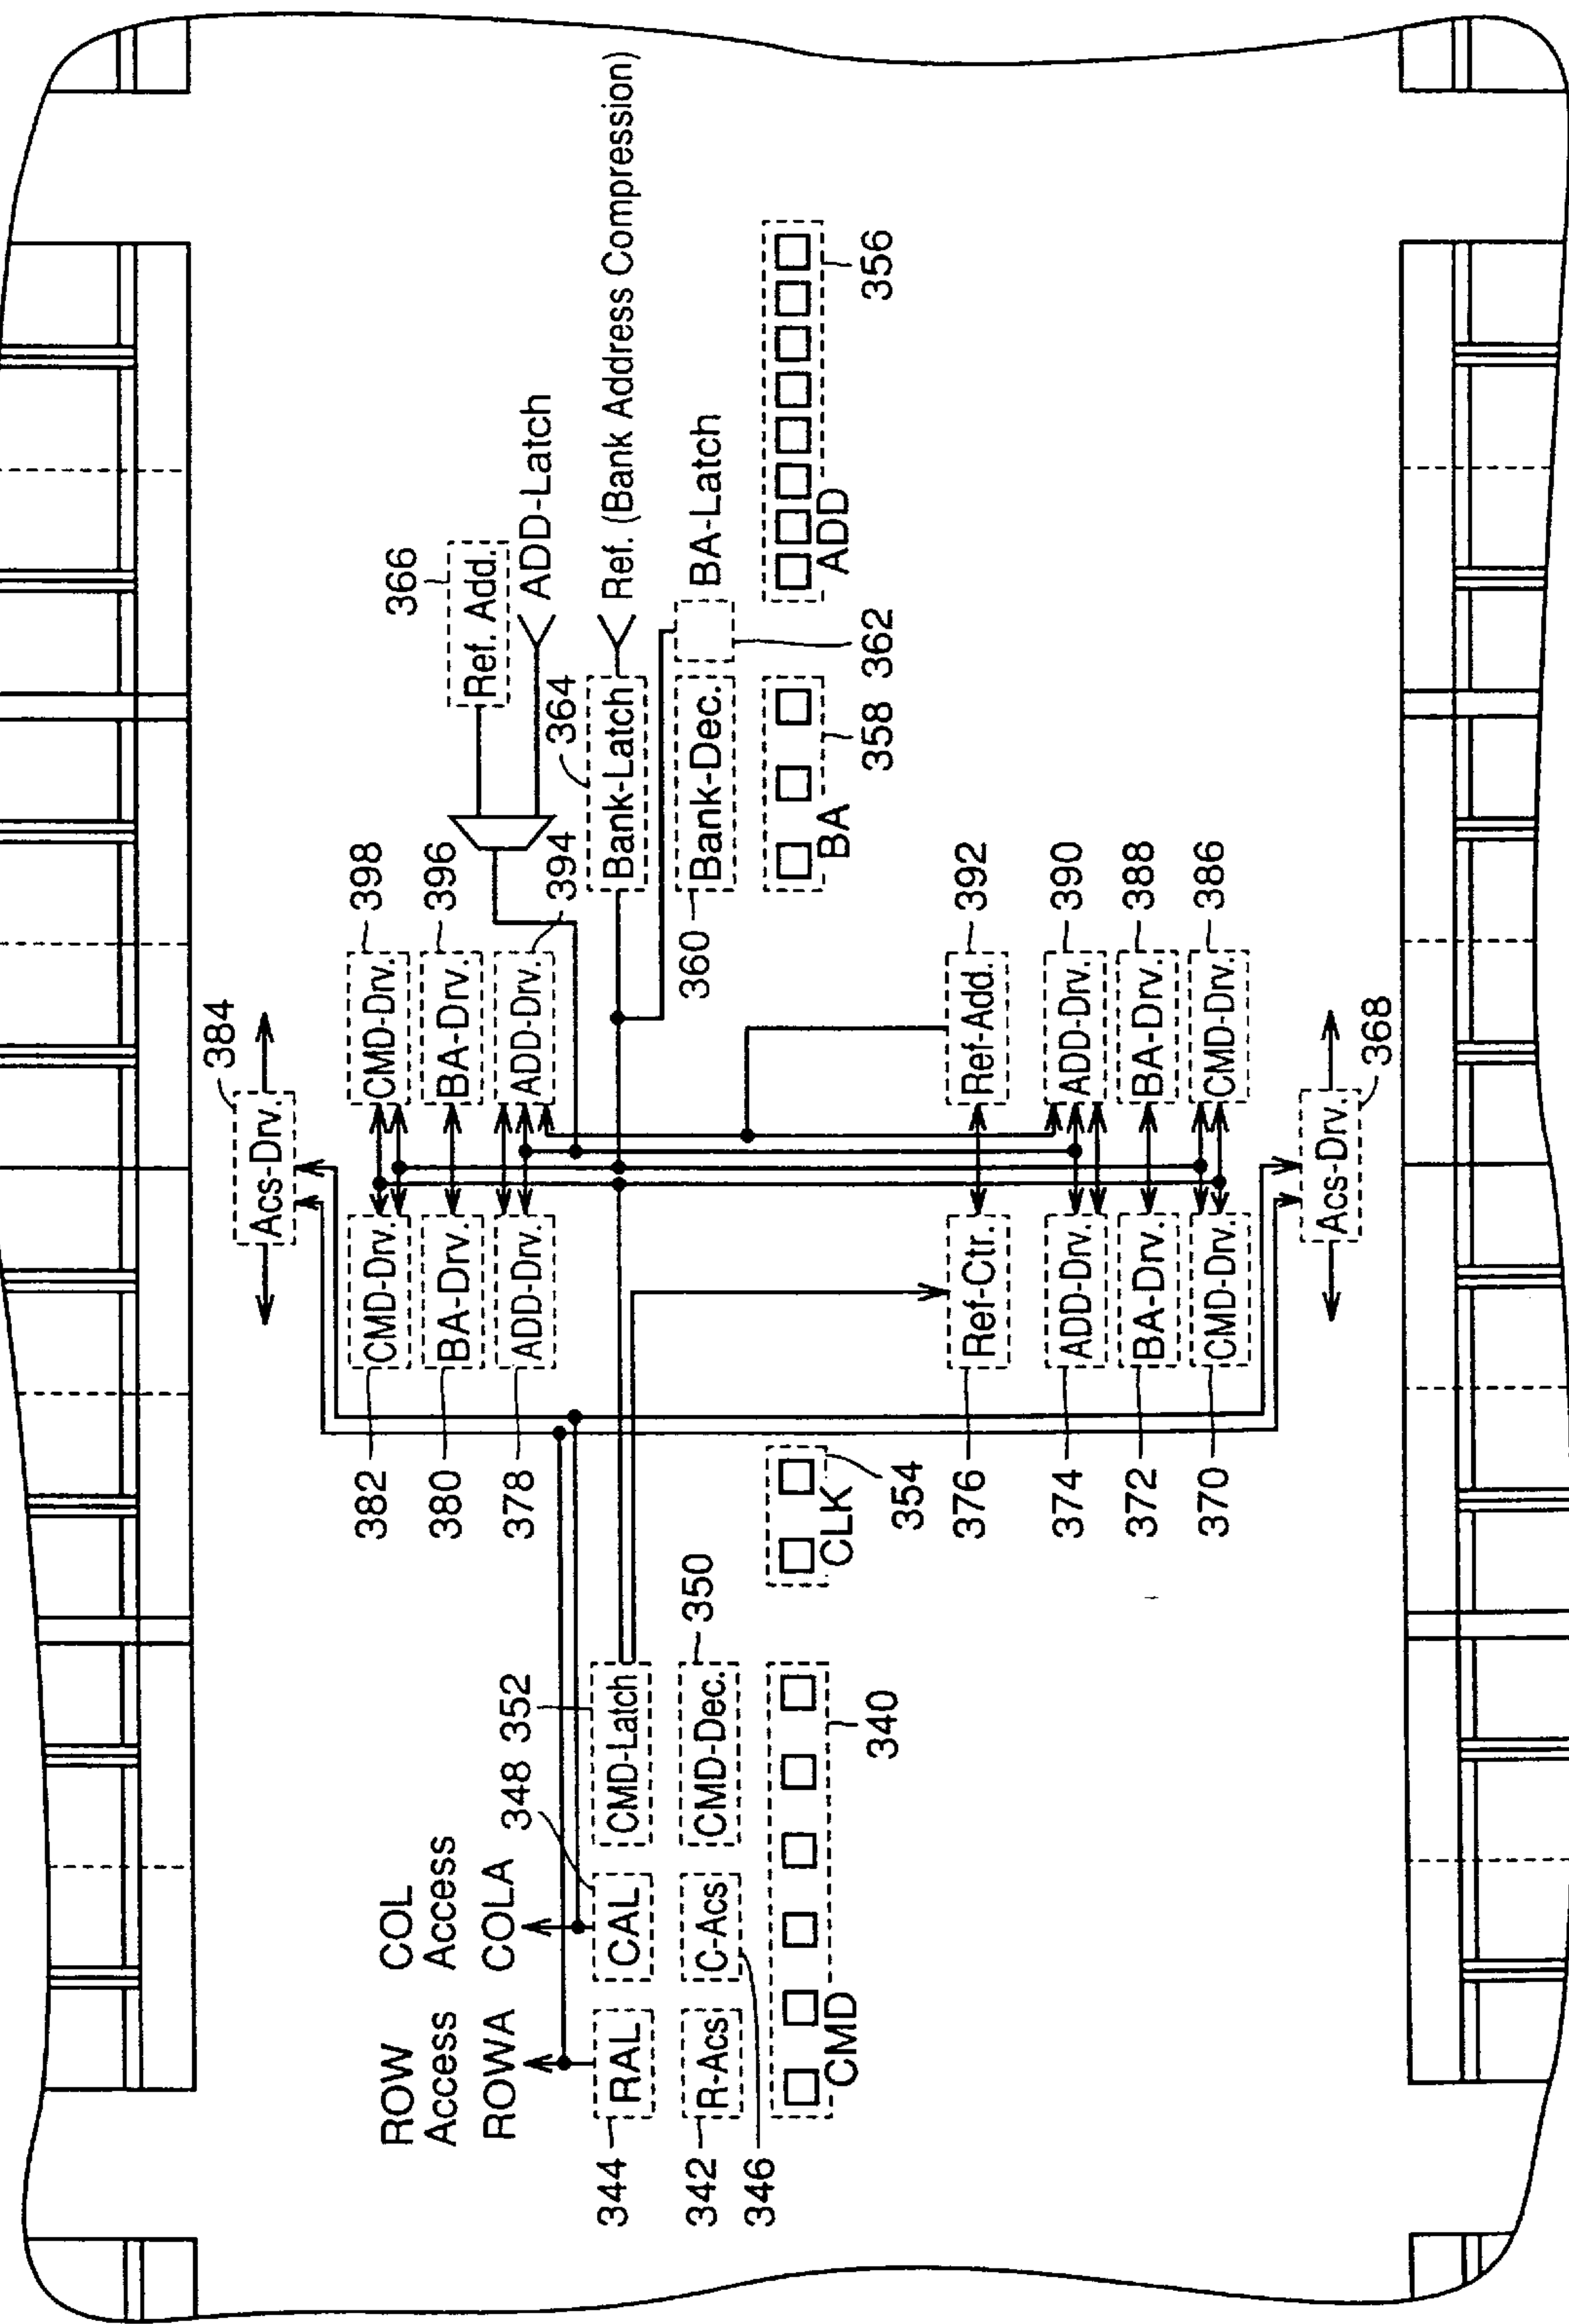 384
Acs-Drv.
382
CMD-Drv.
CMD-Drv.
398
380
BA-Drv.
BA-Drv.
396
378
ADD-Drv.
ADD-Drv.
394
366
Ref. Add.
ADD-Latch
364
Bank-Latch
Ref. (Bank Address Compression)
360
Bank-Dec.
BA-Latch
362
BA
358
ADD
356
ROW
Access
ROWA
COL
Access
COLA
348
352
344
RAL
CAL
CMD-Latch
342
R-Acs
C-Acs
CMD-Dec.
350
346
CMD
340
CLK
354
376
Ref-Ctr.
Ref-Add.
392
374
ADD-Drv.
ADD-Drv.
390
372
BA-Drv.
BA-Drv.
388
370
CMD-Drv.
CMD-Drv.
386
Acs-Drv.
368